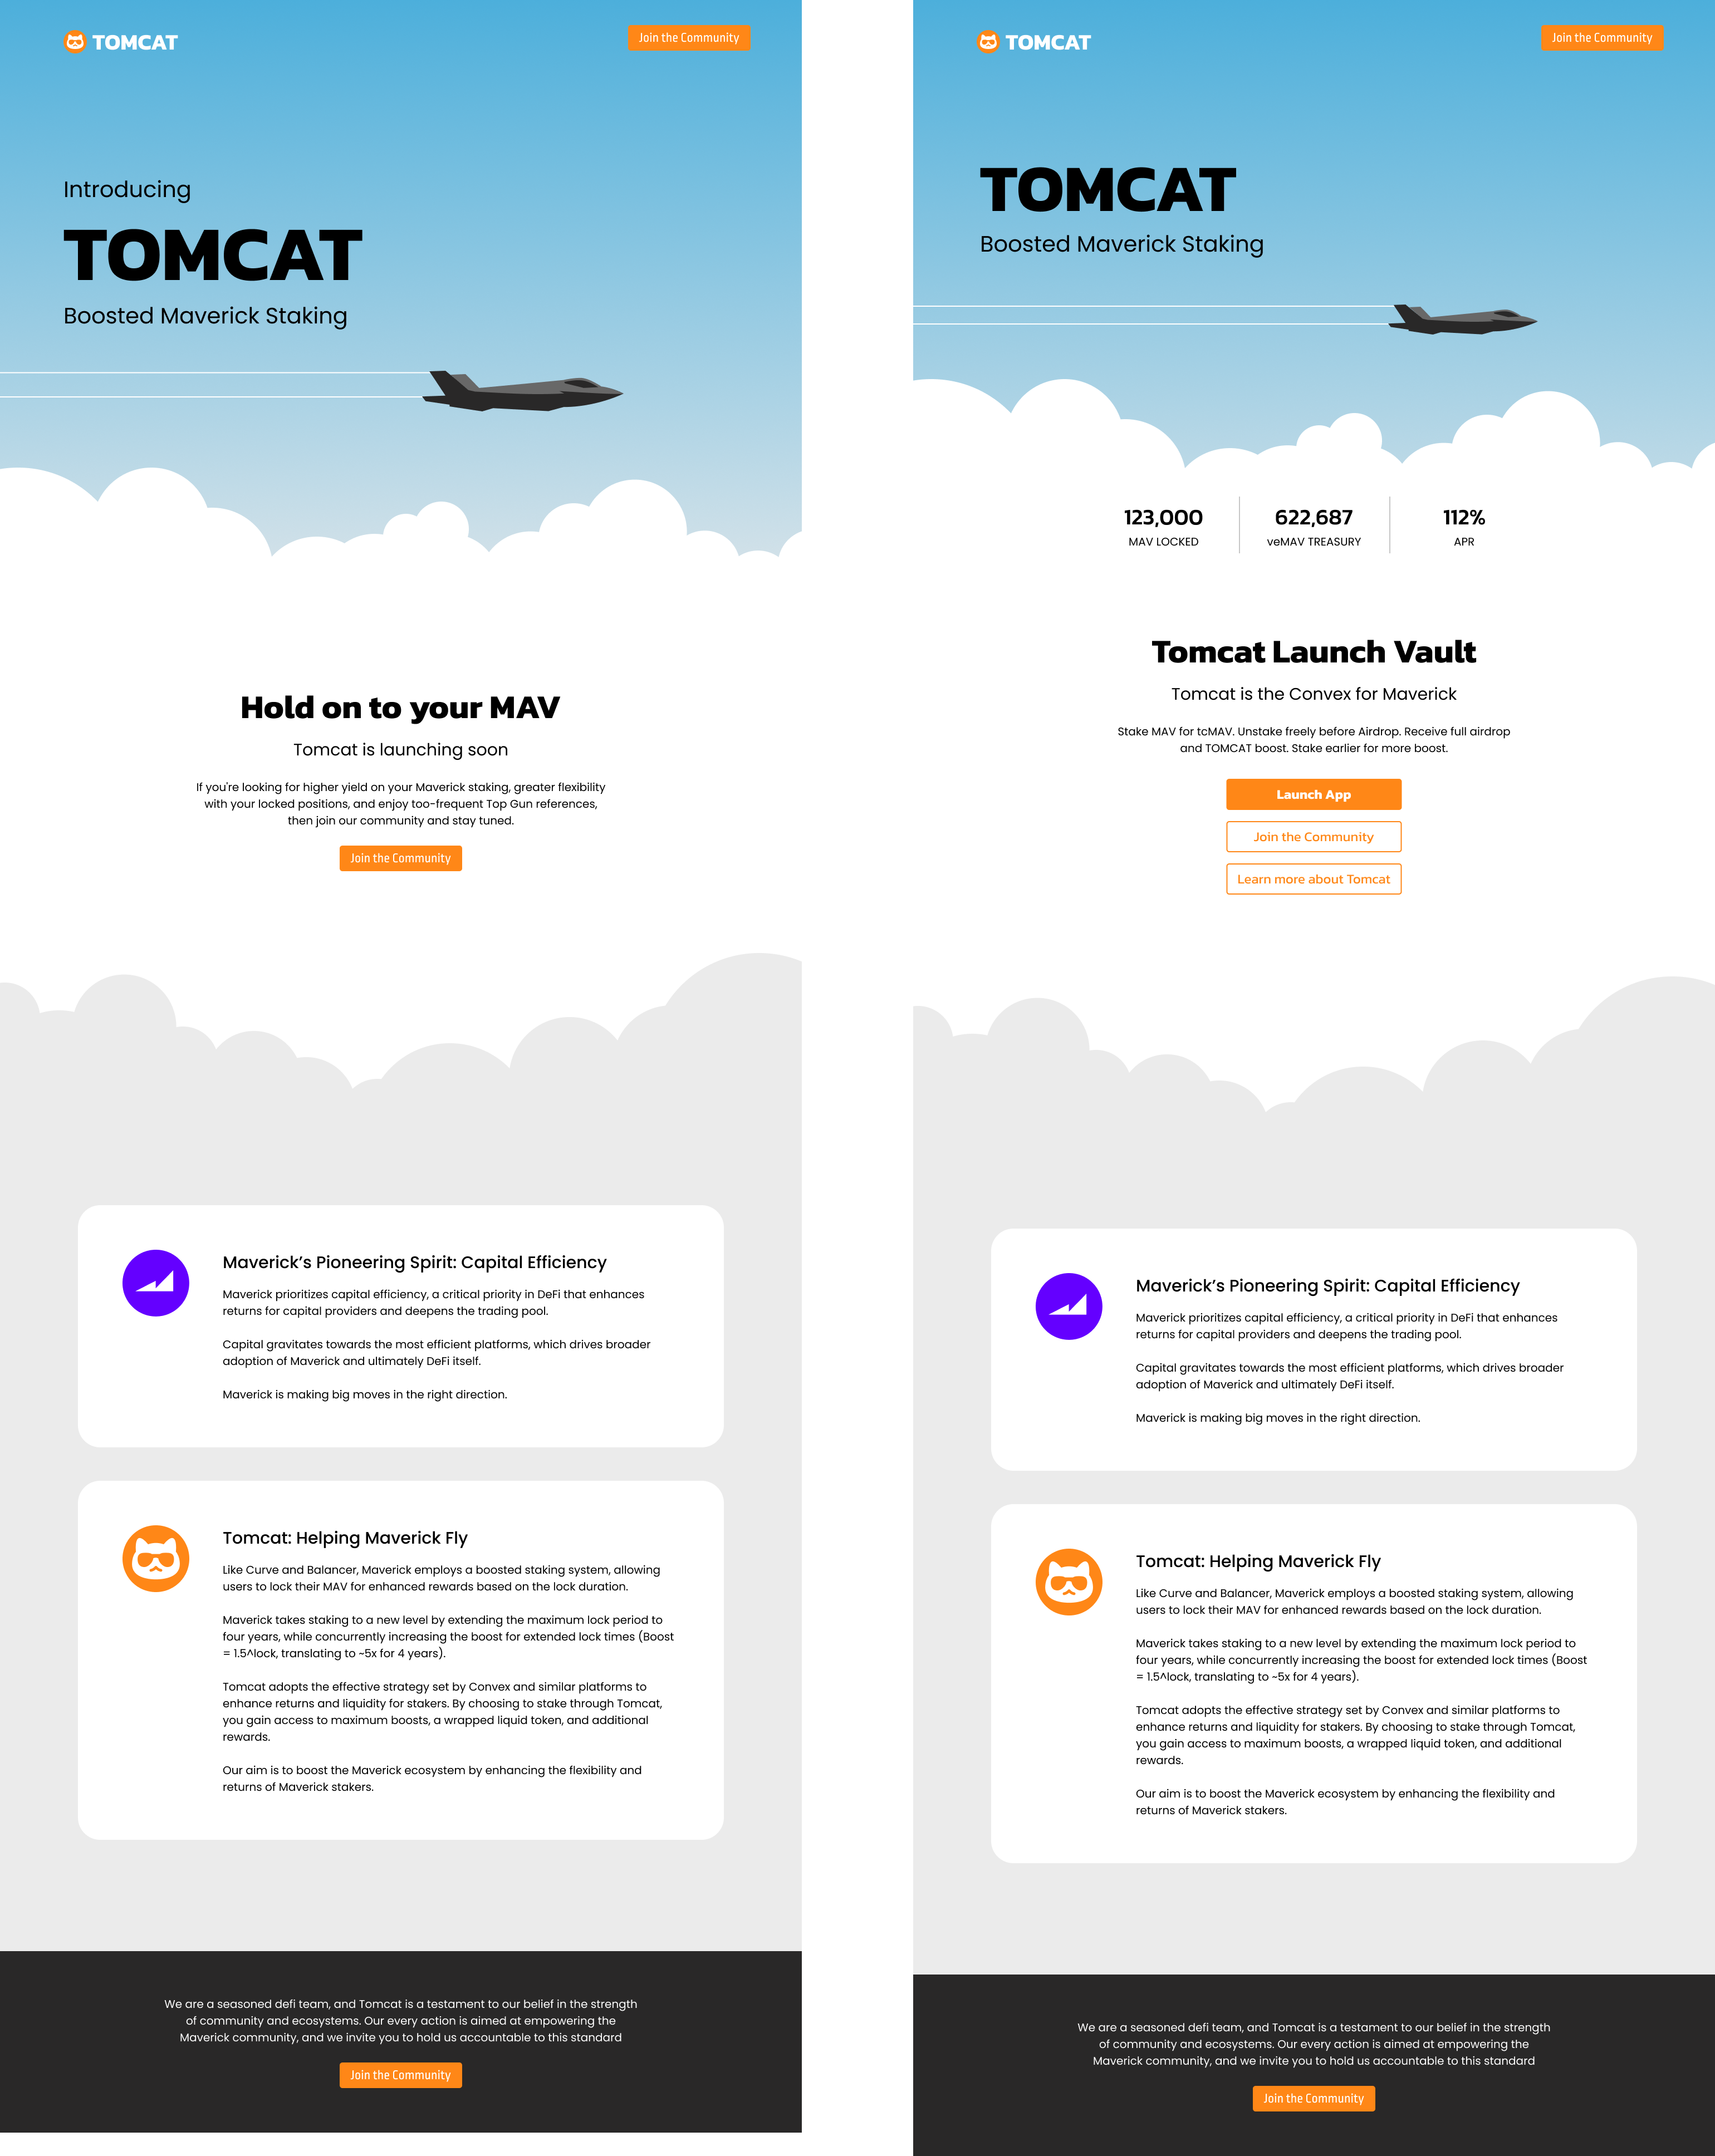 TOMCAT
Join the Community
Introducing
TOMCAT
Boosted Maverick Staking
Hold on to your MAV
Tomcat is launching soon
If you're looking for higher yield on your Maverick staking, greater flexibility
with your locked positions, and enjoy too-frequent Top Gun references,
then join our community and stay tuned.
Join the Community
Maverick’s Pioneering Spirit: Capital Efficiency
Maverick prioritizes capital efficiency, a critical priority in DeFi that enhances
returns for capital providers and deepens the trading pool.
Capital gravitates towards the most efficient platforms, which drives broader
adoption of Maverick and ultimately DeFi itself.
Maverick is making big moves in the right direction.
Tomcat: Helping Maverick Fly
Like Curve and Balancer, Maverick employs a boosted staking system, allowing
users to lock their MAV for enhanced rewards based on the lock duration.
Maverick takes staking to a new level by extending the maximum lock period to
four years, while concurrently increasing the boost for extended lock times (Boost
= 1.5^lock, translating to ~5x for 4 years).
Tomcat adopts the effective strategy set by Convex and similar platforms to
enhance returns and liquidity for stakers. By choosing to stake through Tomcat,
you gain access to maximum boosts, a wrapped liquid token, and additional
rewards.
Our aim is to boost the Maverick ecosystem by enhancing the flexibility and
returns of Maverick stakers.
We are a seasoned defi team, and Tomcat is a testament to our belief in the strength
of community and ecosystems. Our every action is aimed at empowering the
Maverick community, and we invite you to hold us accountable to this standard
Join the Community
TOMCAT
Join the Community
TOMCAT
Boosted Maverick Staking
123,000
MAV LOCKED
622,687
veMAV TREASURY
112%
APR
Tomcat Launch Vault
Tomcat is the Convex for Maverick
Stake MAV for tcMAV. Unstake freely before Airdrop. Receive full airdrop
and TOMCAT boost. Stake earlier for more boost.
Launch App
Join the Community
Learn more about Tomcat
Maverick’s Pioneering Spirit: Capital Efficiency
Maverick prioritizes capital efficiency, a critical priority in DeFi that enhances
returns for capital providers and deepens the trading pool.
Capital gravitates towards the most efficient platforms, which drives broader
adoption of Maverick and ultimately DeFi itself.
Maverick is making big moves in the right direction.
Tomcat: Helping Maverick Fly
Like Curve and Balancer, Maverick employs a boosted staking system, allowing
users to lock their MAV for enhanced rewards based on the lock duration.
Maverick takes staking to a new level by extending the maximum lock period to
four years, while concurrently increasing the boost for extended lock times (Boost
= 1.5^lock, translating to ~5x for 4 years).
Tomcat adopts the effective strategy set by Convex and similar platforms to
enhance returns and liquidity for stakers. By choosing to stake through Tomcat,
you gain access to maximum boosts, a wrapped liquid token, and additional
rewards.
Our aim is to boost the Maverick ecosystem by enhancing the flexibility and
returns of Maverick stakers.
We are a seasoned defi team, and Tomcat is a testament to our belief in the strength
of community and ecosystems. Our every action is aimed at empowering the
Maverick community, and we invite you to hold us accountable to this standard
Join the Community